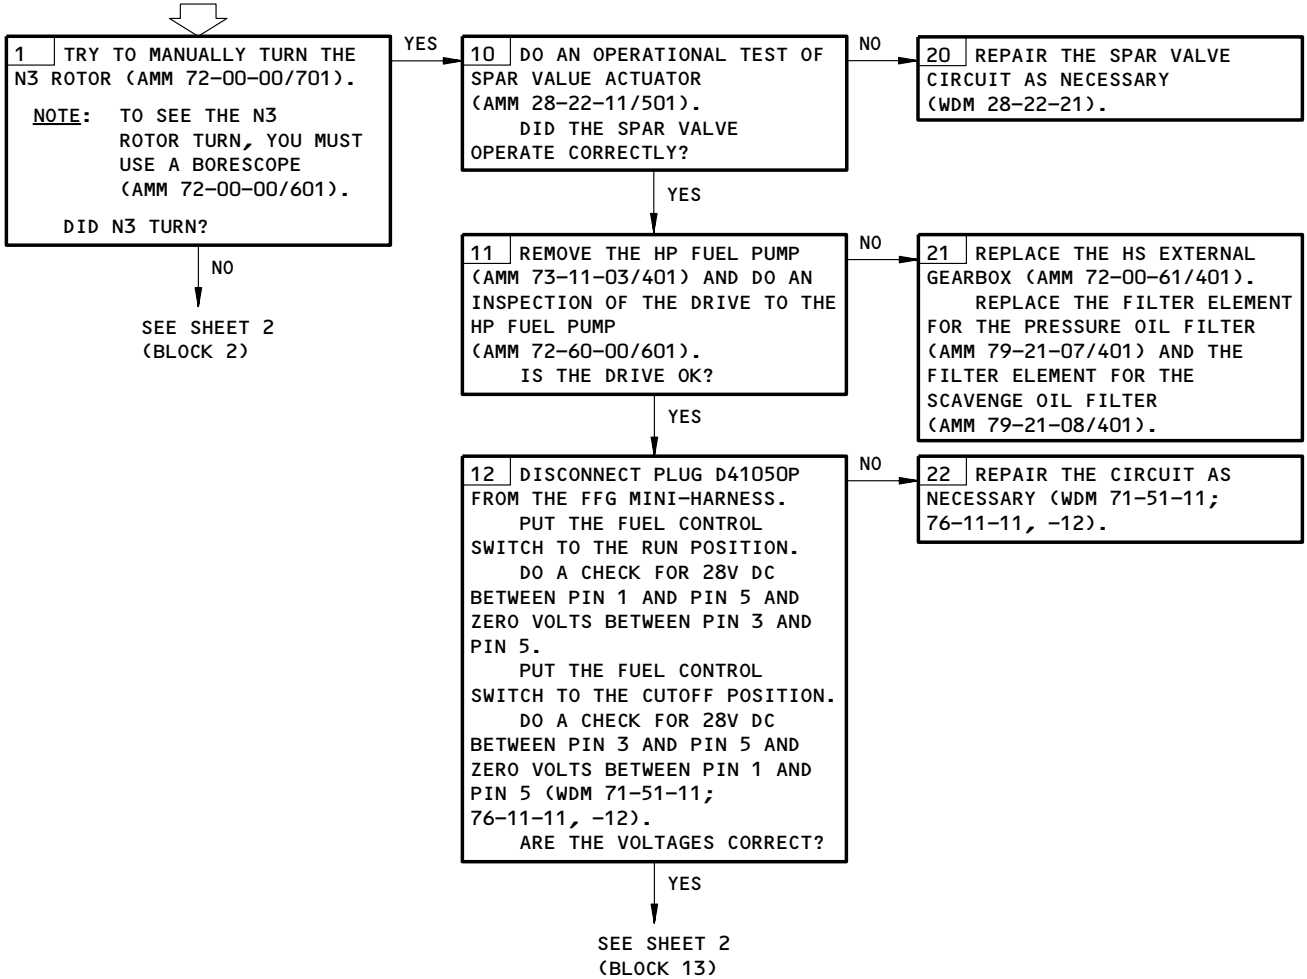 1 TRY TO MANUALLY TURN THE
N3 ROTOR (AMM 72-00-00/701).
NOTE: TO SEE THE N3
ROTOR TURN, YOU MUST
USE A BORESCOPE
(AMM 72-00-00/601).
DID N3 TURN?
YES
NO
SEE SHEET 2
(BLOCK 2)
10 DO AN OPERATIONAL TEST OF
SPAR VALUE ACTUATOR
(AMM 28-22-11/501).
DID THE SPAR VALVE
OPERATE CORRECTLY?
NO
YES
20 REPAIR THE SPAR VALVE
CIRCUIT AS NECESSARY
(WDM 28-22-21).
11 REMOVE THE HP FUEL PUMP
(AMM 73-11-03/401) AND DO AN
INSPECTION OF THE DRIVE TO THE
HP FUEL PUMP
(AMM 72-60-00/601).
IS THE DRIVE OK?
NO
YES
21 REPLACE THE HS EXTERNAL
GEARBOX (AMM 72-00-61/401).
REPLACE THE FILTER ELEMENT
FOR THE PRESSURE OIL FILTER
(AMM 79-21-07/401) AND THE
FILTER ELEMENT FOR THE
SCAVENGE OIL FILTER
(AMM 79-21-08/401).
12 DISCONNECT PLUG D41050P
FROM THE FFG MINI-HARNESS.
PUT THE FUEL CONTROL
SWITCH TO THE RUN POSITION.
DO A CHECK FOR 28V DC
BETWEEN PIN 1 AND PIN 5 AND
ZERO VOLTS BETWEEN PIN 3 AND
PIN 5.
PUT THE FUEL CONTROL
SWITCH TO THE CUTOFF POSITION.
DO A CHECK FOR 28V DC
BETWEEN PIN 3 AND PIN 5 AND
ZERO VOLTS BETWEEN PIN 1 AND
PIN 5 (WDM 71-51-11;
76-11-11, -12).
ARE THE VOLTAGES CORRECT?
NO
YES
22 REPAIR THE CIRCUIT AS
NECESSARY (WDM 71-51-11;
76-11-11, -12).
SEE SHEET 2
(BLOCK 13)